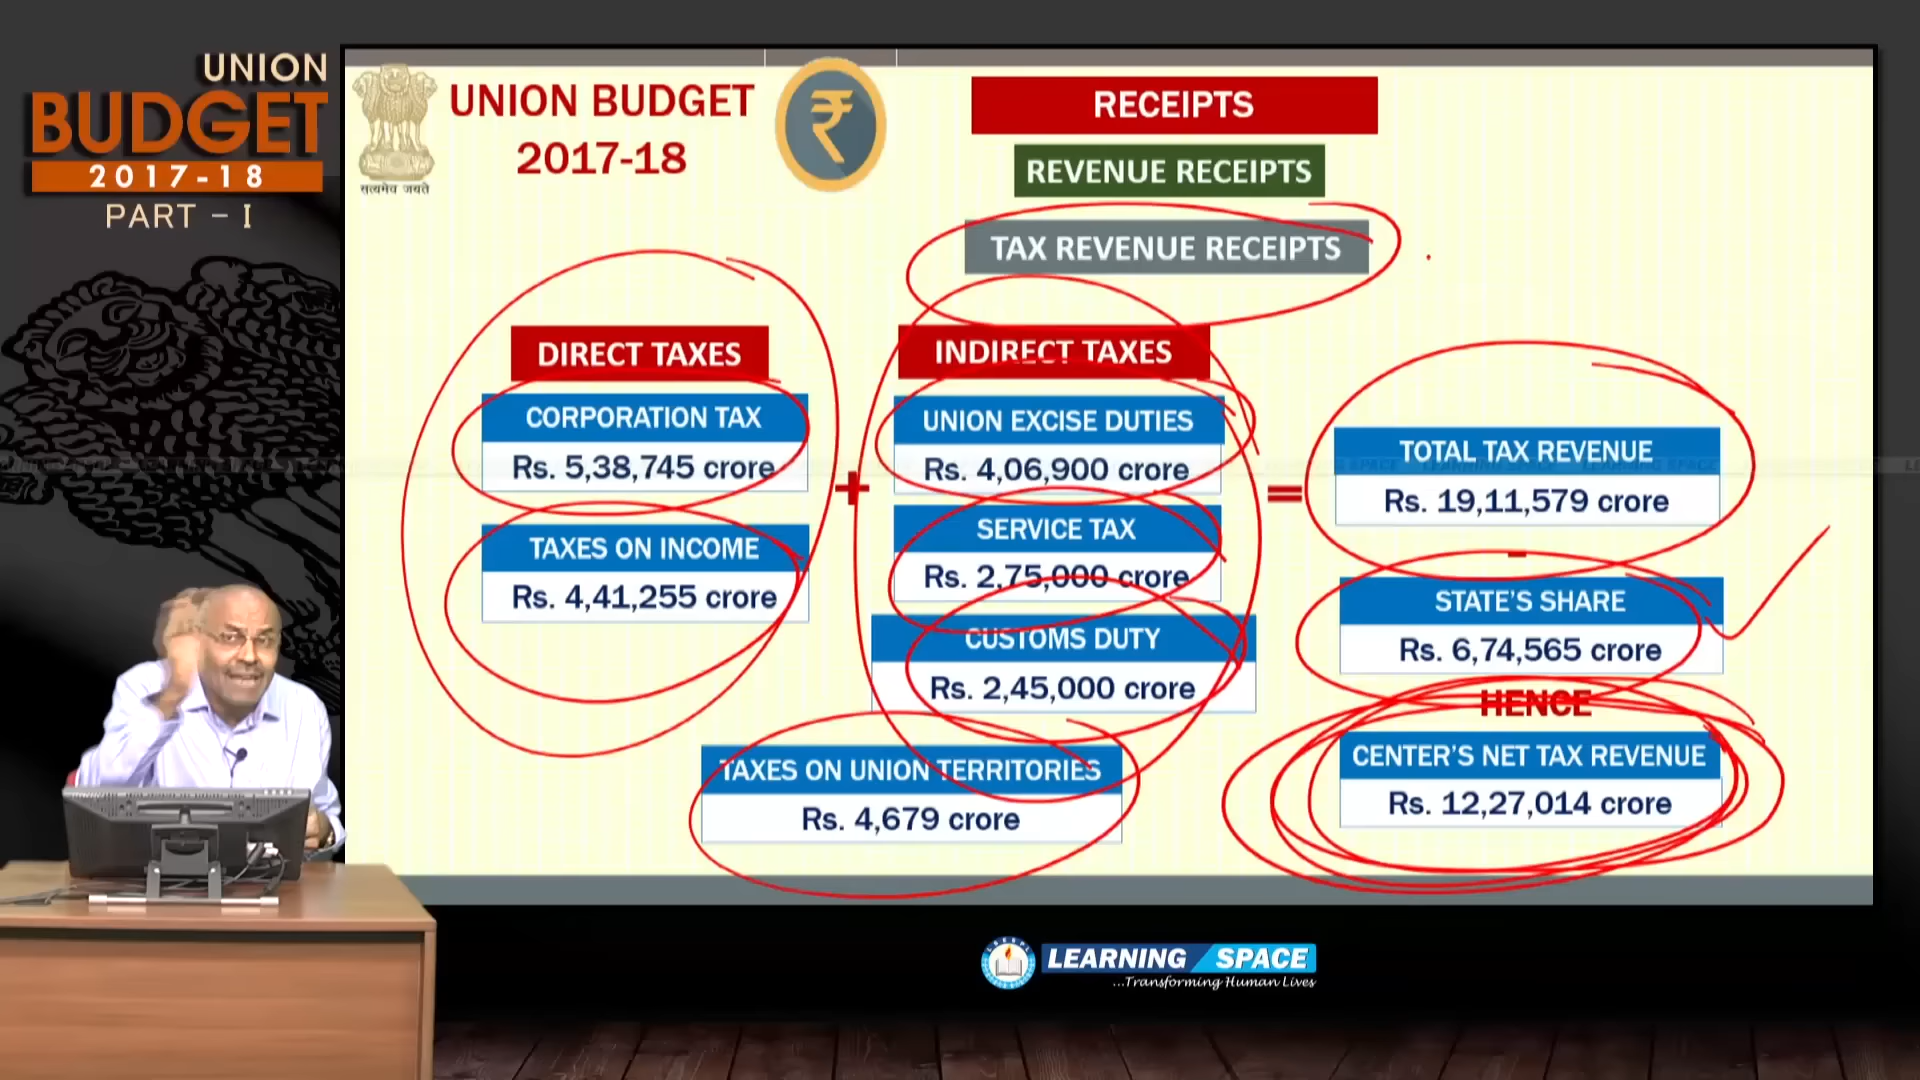 UNION
BUDGET
2017-18
PART - I
UNION BUDGET
2017-18
सत्यमेव जयते
₹
RECEIPTS
REVENUE RECEIPTS
TAX REVENUE RECEIPTS
DIRECT TAXES
CORPORATION TAX
Rs. 5,38,745 crore
TAXES ON INCOME
Rs. 4,41,255 crore
+
INDIRECT TAXES
UNION EXCISE DUTIES
Rs. 4,06,900 crore
SERVICE TAX
Rs. 2,75,000 crore
CUSTOMS DUTY
Rs. 2,45,000 crore
TAXES ON UNION TERRITORIES
Rs. 4,679 crore
=
TOTAL TAX REVENUE
Rs. 19,11,579 crore
-
STATE'S SHARE
Rs. 6,74,565 crore
HENCE
CENTER'S NET TAX REVENUE
Rs. 12,27,014 crore
LEARNING SPACE
...Transforming Human Lives